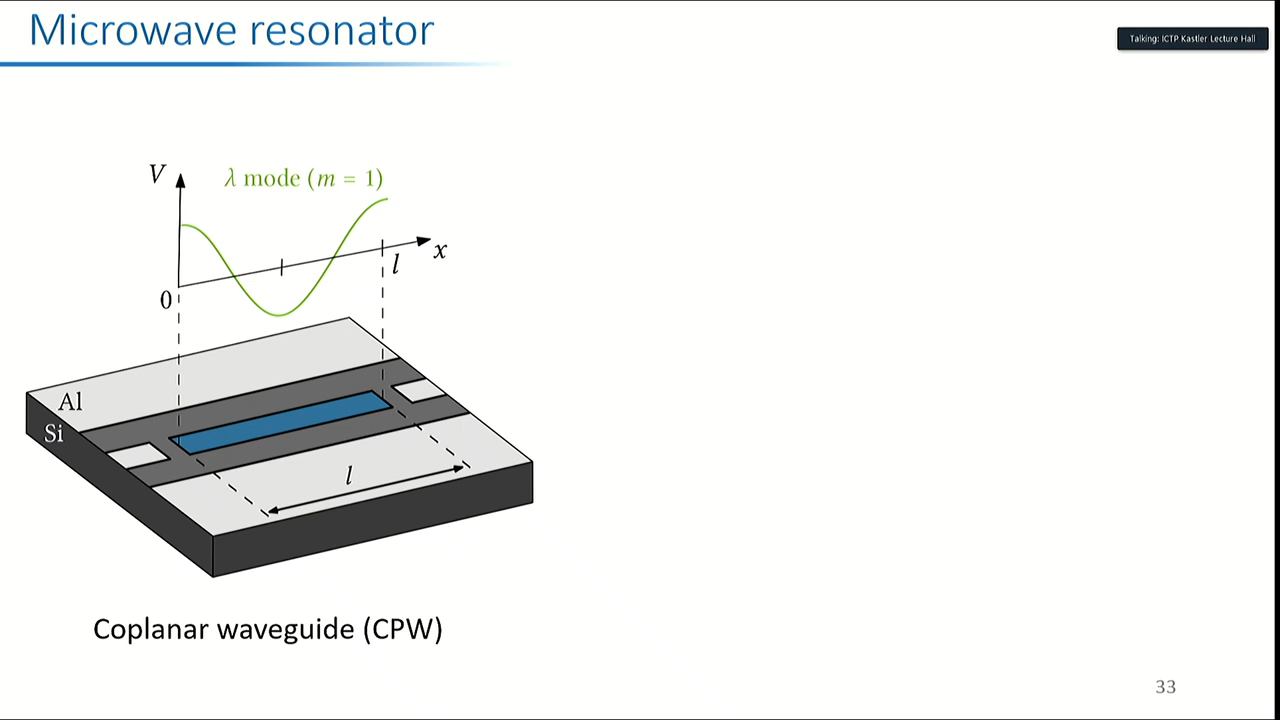 Microwave resonator
Talking: ICTP Kastler Lecture Hall
V
λ mode (m = 1)
x
l
0
Al
Si
l
Coplanar waveguide (CPW)
33